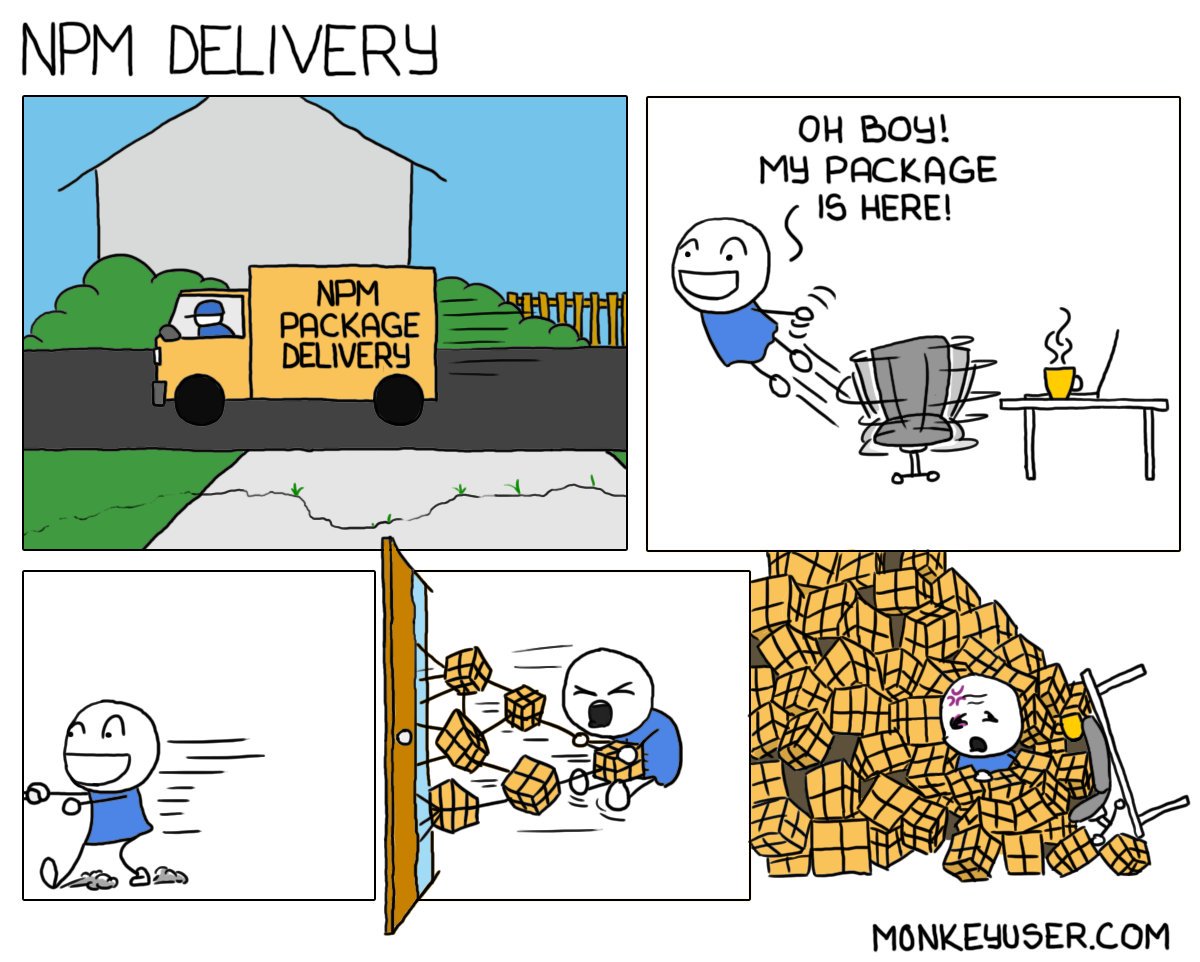 NPM DELIVERY
NPM
PACKAGE
DELIVERY
OH BOY!
MY PACKAGE
IS HERE!
MONKEYUSER.COM